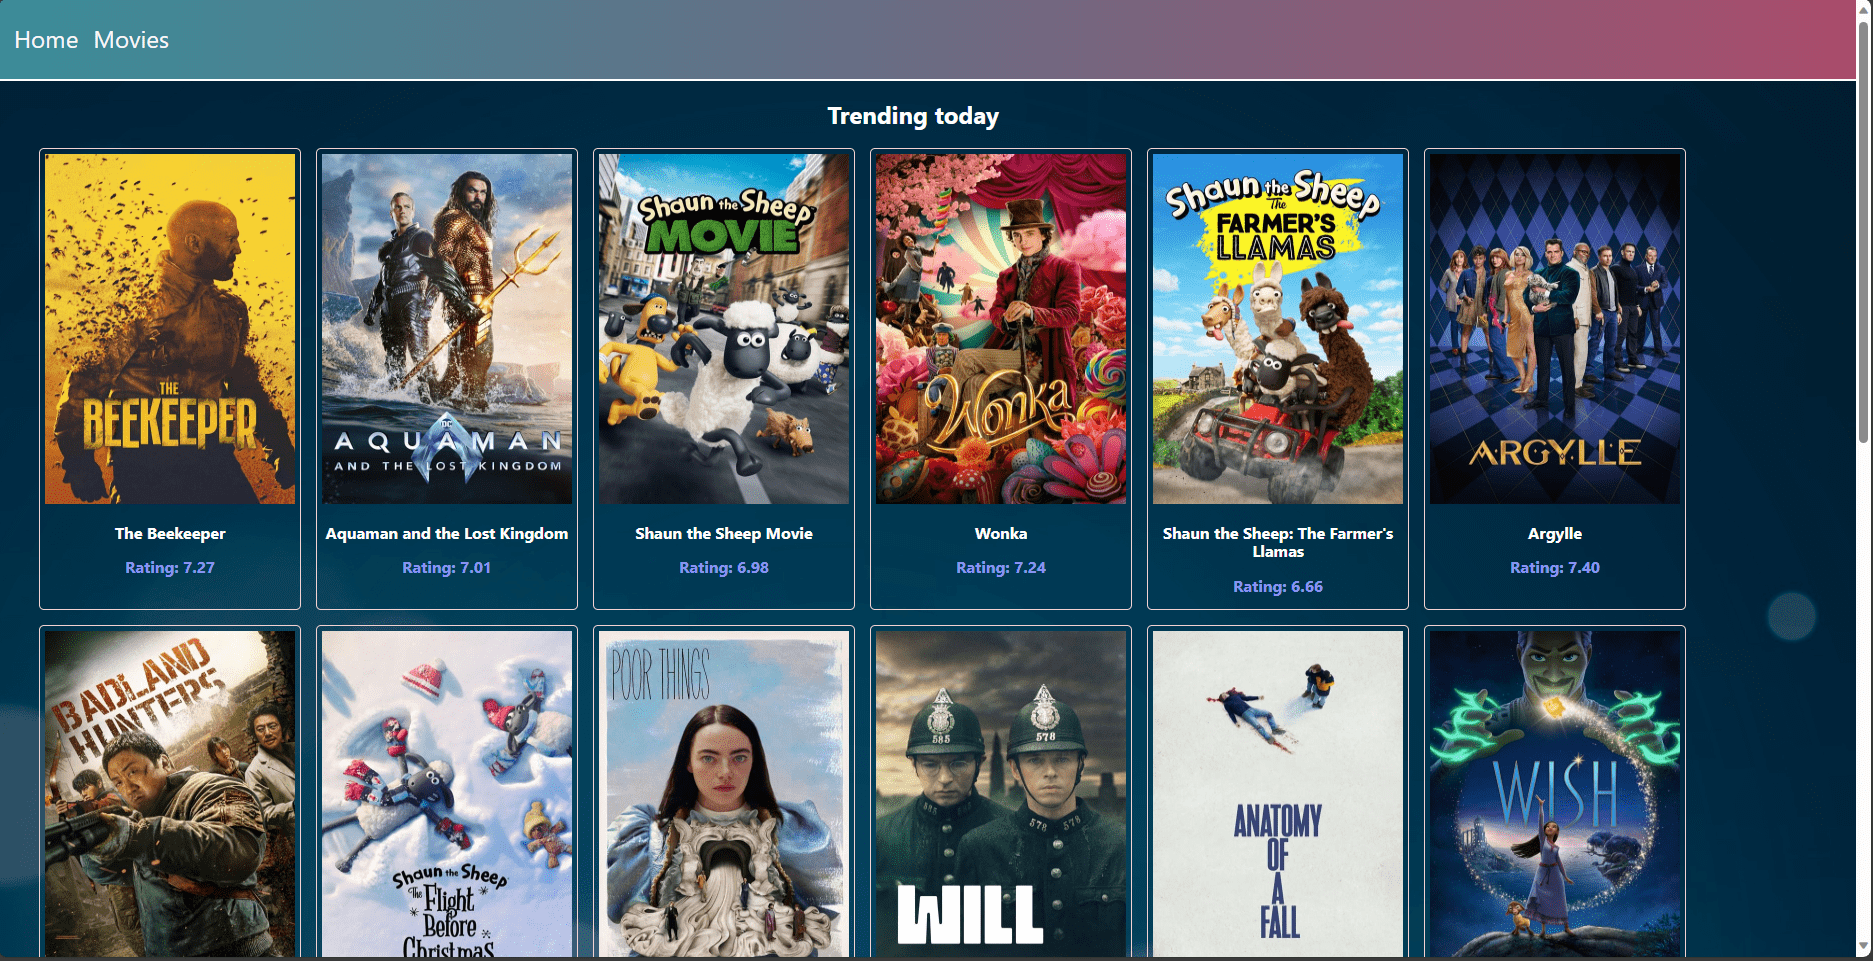 Home Movies
Trending today
THE
BEEKEEPER
DC
AQUAMAN
AND THE LOST KINGDOM
Shaun the Sheep
MOVIE
Wonka
Shaun the Sheep
The
FARMER'S
LLAMAS
ARGYLLE
The Beekeeper
Rating: 7.27
Aquaman and the Lost Kingdom
Rating: 7.01
Shaun the Sheep Movie
Rating: 6.98
Wonka
Rating: 7.24
Shaun the Sheep: The Farmer's
Llamas
Rating: 6.66
Argylle
Rating: 7.40
BADLAND
HUNTERS
Shaun the Sheep
The Flight
Before
Christmas
POOR THINGS
585
578
585
578 578
WILL
ANATOMY
OF
A
FALL
WISH